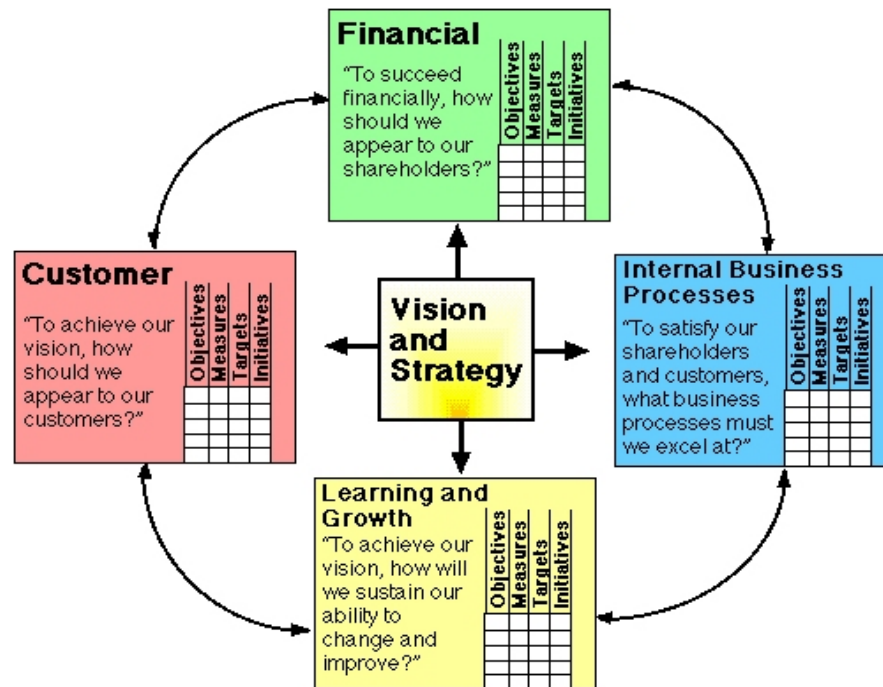 Financial
“To succeed
financially, how
should we
appear to our
shareholders?”
Objectives
Measures
Targets
Initiatives
Customer
“To achieve our
vision, how
should we
appear to our
customers?”
Objectives
Measures
Targets
Initiatives
Vision
and
Strategy
Internal Business
Processes
“To satisfy our
shareholders
and customers,
what business
processes must
we excel at?”
Objectives
Measures
Targets
Initiatives
Learning and
Growth
“To achieve our
vision, how will
we sustain our
ability to
change and
improve?”
Objectives
Measures
Targets
Initiatives